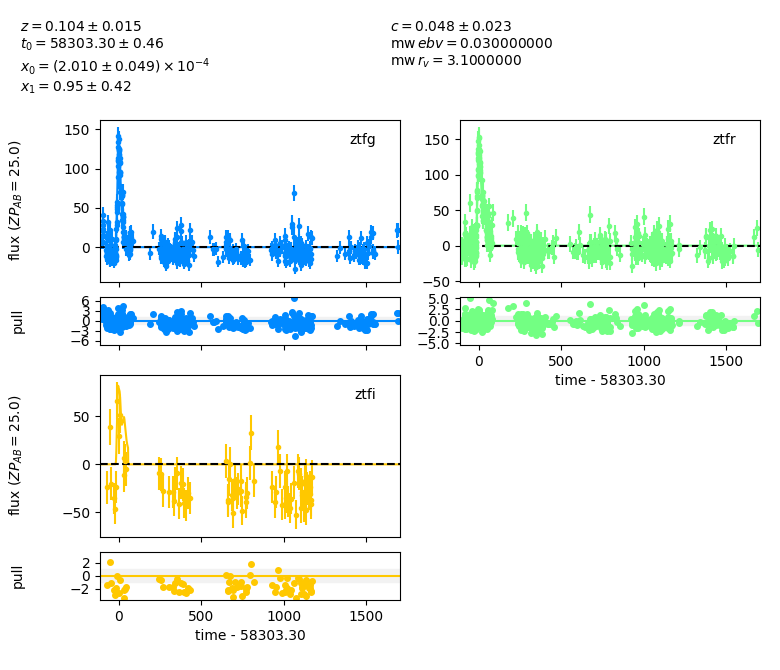 z = 0.104 ± 0.015
t₀ = 58303.30 ± 0.46
x₀ = (2.010 ± 0.049) × 10⁻⁴
x₁ = 0.95 ± 0.42
c = 0.048 ± 0.023
mw ebv = 0.030000000
mw r_v = 3.1000000
ztfg
flux (ZP_AB = 25.0)
150
100
50
0
pull
6
3
0
−3
−6
ztfr
150
100
50
0
−50
5.0
2.5
0.0
−2.5
−5.0
0 500 1000 1500
time - 58303.30
ztfi
flux (ZP_AB = 25.0)
50
0
−50
pull
2
0
−2
0 500 1000 1500
time - 58303.30